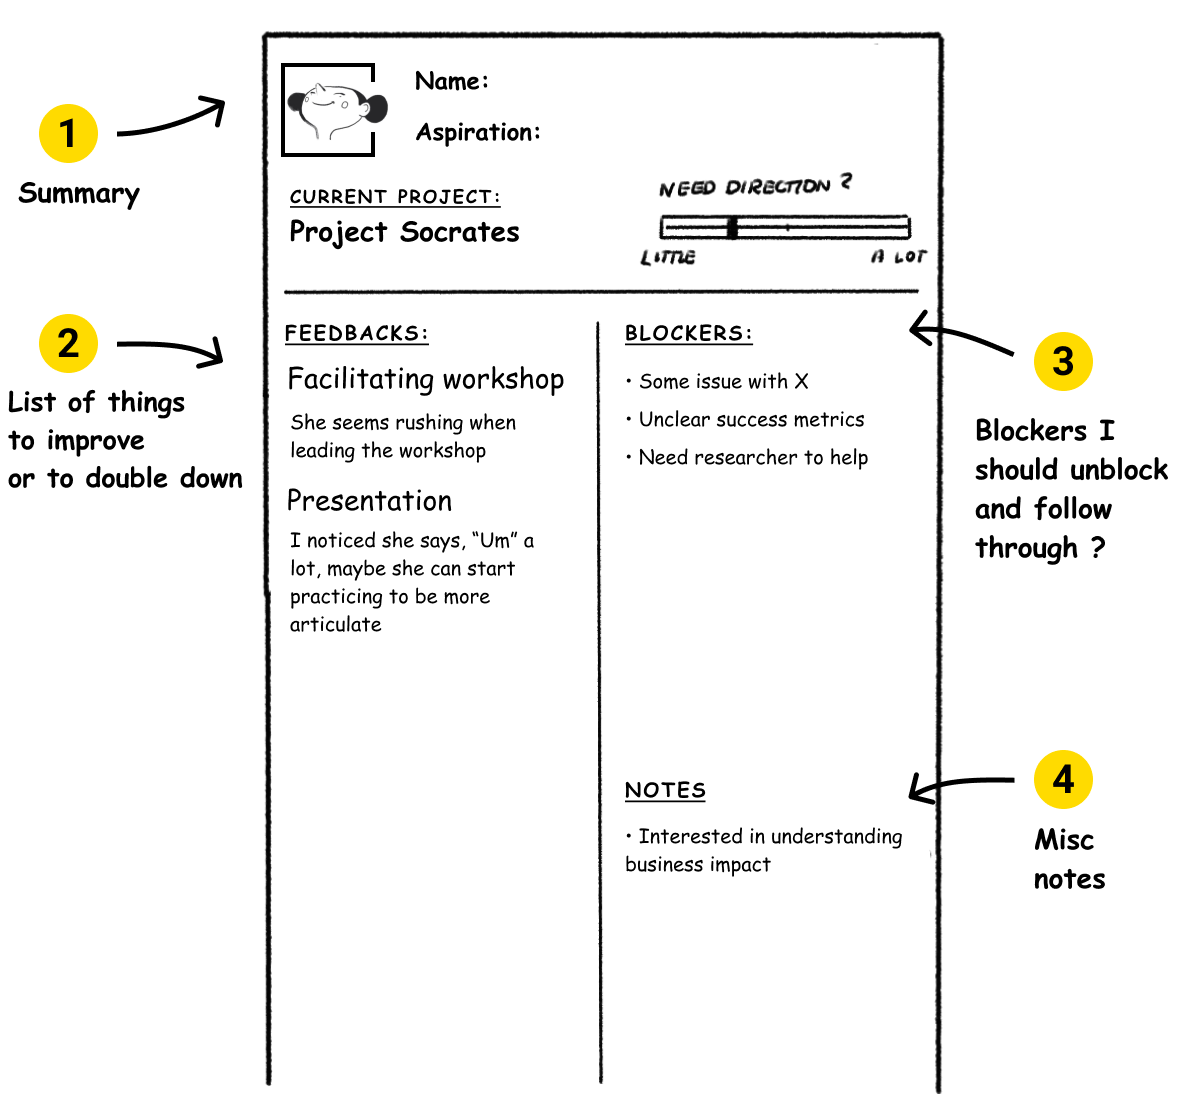 1
Summary
Name:
Aspiration:
CURRENT PROJECT:
Project Socrates
NEED DIRECTION ?
LITTLE
A LOT
2
List of things
to improve
or to double down
FEEDBACKS:
Facilitating workshop
She seems rushing when
leading the workshop
Presentation
I noticed she says, “Um” a
lot, maybe she can start
practicing to be more
articulate
BLOCKERS:
• Some issue with X
• Unclear success metrics
• Need researcher to help
3
Blockers I
should unblock
and follow
through ?
NOTES
• Interested in understanding
business impact
4
Misc
notes